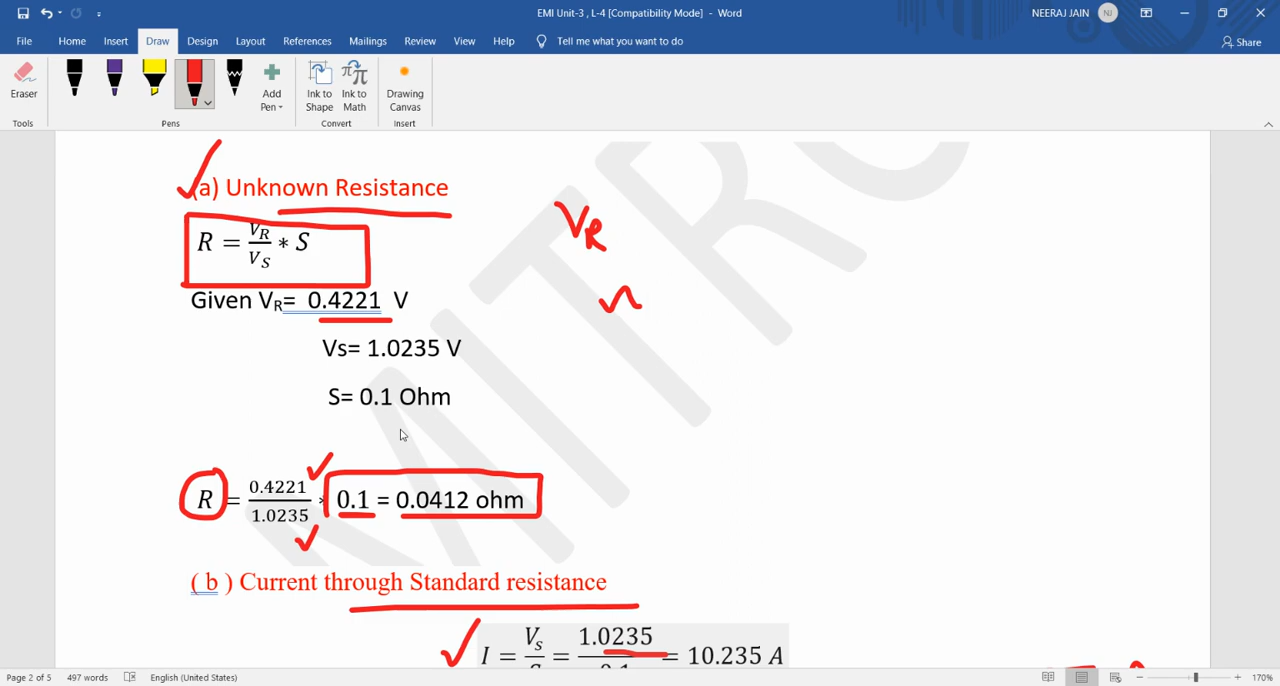 EMI Unit-3 , L-4 [Compatibility Mode] - Word
NEERAJ JAIN
NJ
File Home Insert Draw Design Layout References Mailings Review View Help Tell me what you want to do
Share
Eraser
Add Pen
Ink to Shape
Ink to Math
Drawing Canvas
Tools
Pens
Convert
Insert
(a) Unknown Resistance
R = V_R / V_S * S
V_R
Given V_R= 0.4221 V
Vs= 1.0235 V
S= 0.1 Ohm
R = 0.4221 / 1.0235 * 0.1 = 0.0412 ohm
( b ) Current through Standard resistance
I = V_s / S = 1.0235 / 0.1 = 10.235 A
Page 2 of 5
497 words
English (United States)
170%